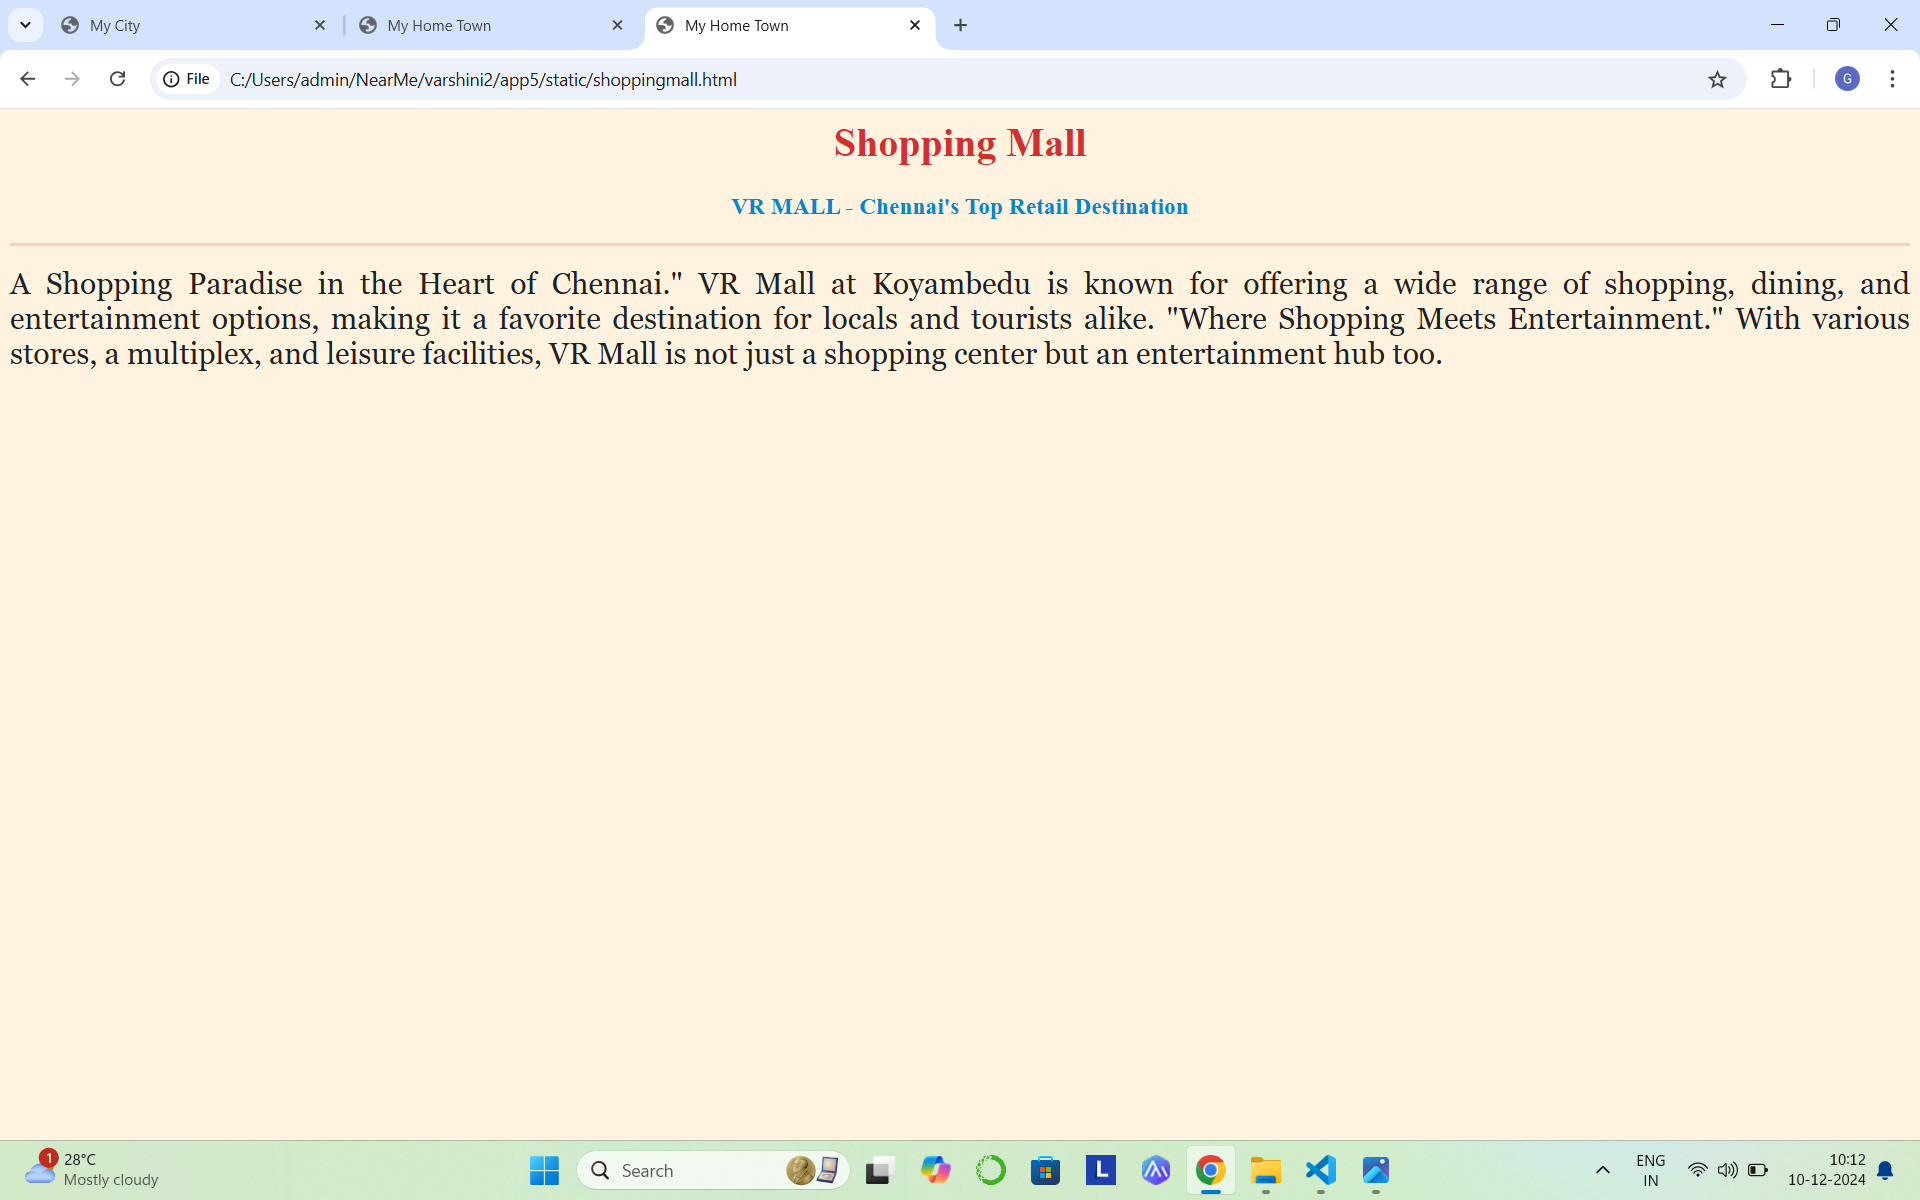 My City
My Home Town
My Home Town
File
C:/Users/admin/NearMe/varshini2/app5/static/shoppingmall.html
G
Shopping Mall
VR MALL - Chennai's Top Retail Destination
A Shopping Paradise in the Heart of Chennai." VR Mall at Koyambedu is known for offering a wide range of shopping, dining, and
entertainment options, making it a favorite destination for locals and tourists alike. "Where Shopping Meets Entertainment." With various
stores, a multiplex, and leisure facilities, VR Mall is not just a shopping center but an entertainment hub too.
1
28°C
Mostly cloudy
Search
L
ENG
IN
10:12
10-12-2024